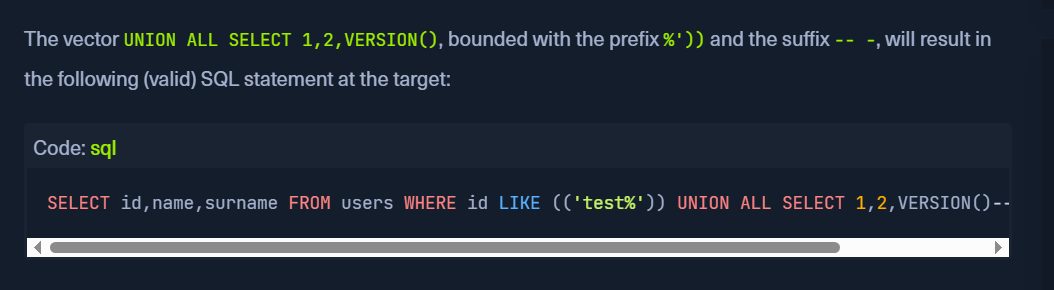 The vector UNION ALL SELECT 1,2,VERSION(), bounded with the prefix %')) and the suffix -- -, will result in
the following (valid) SQL statement at the target:
Code: sql
SELECT id,name,surname FROM users WHERE id LIKE (('test%')) UNION ALL SELECT 1,2,VERSION()--